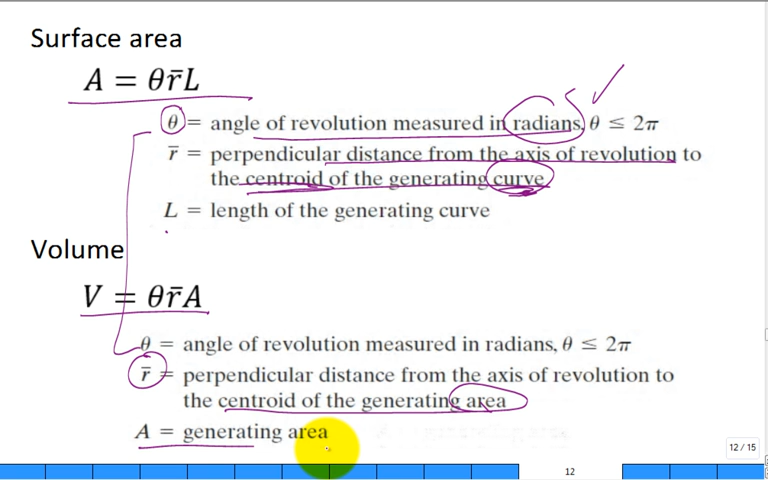 Surface area
A = θr̄L
θ = angle of revolution measured in radians, θ ≤ 2π
r̄ = perpendicular distance from the axis of revolution to
the centroid of the generating curve
L = length of the generating curve
Volume
V = θr̄A
θ = angle of revolution measured in radians, θ ≤ 2π
r̄ = perpendicular distance from the axis of revolution to
the centroid of the generating area
A = generating area
12 / 15
12